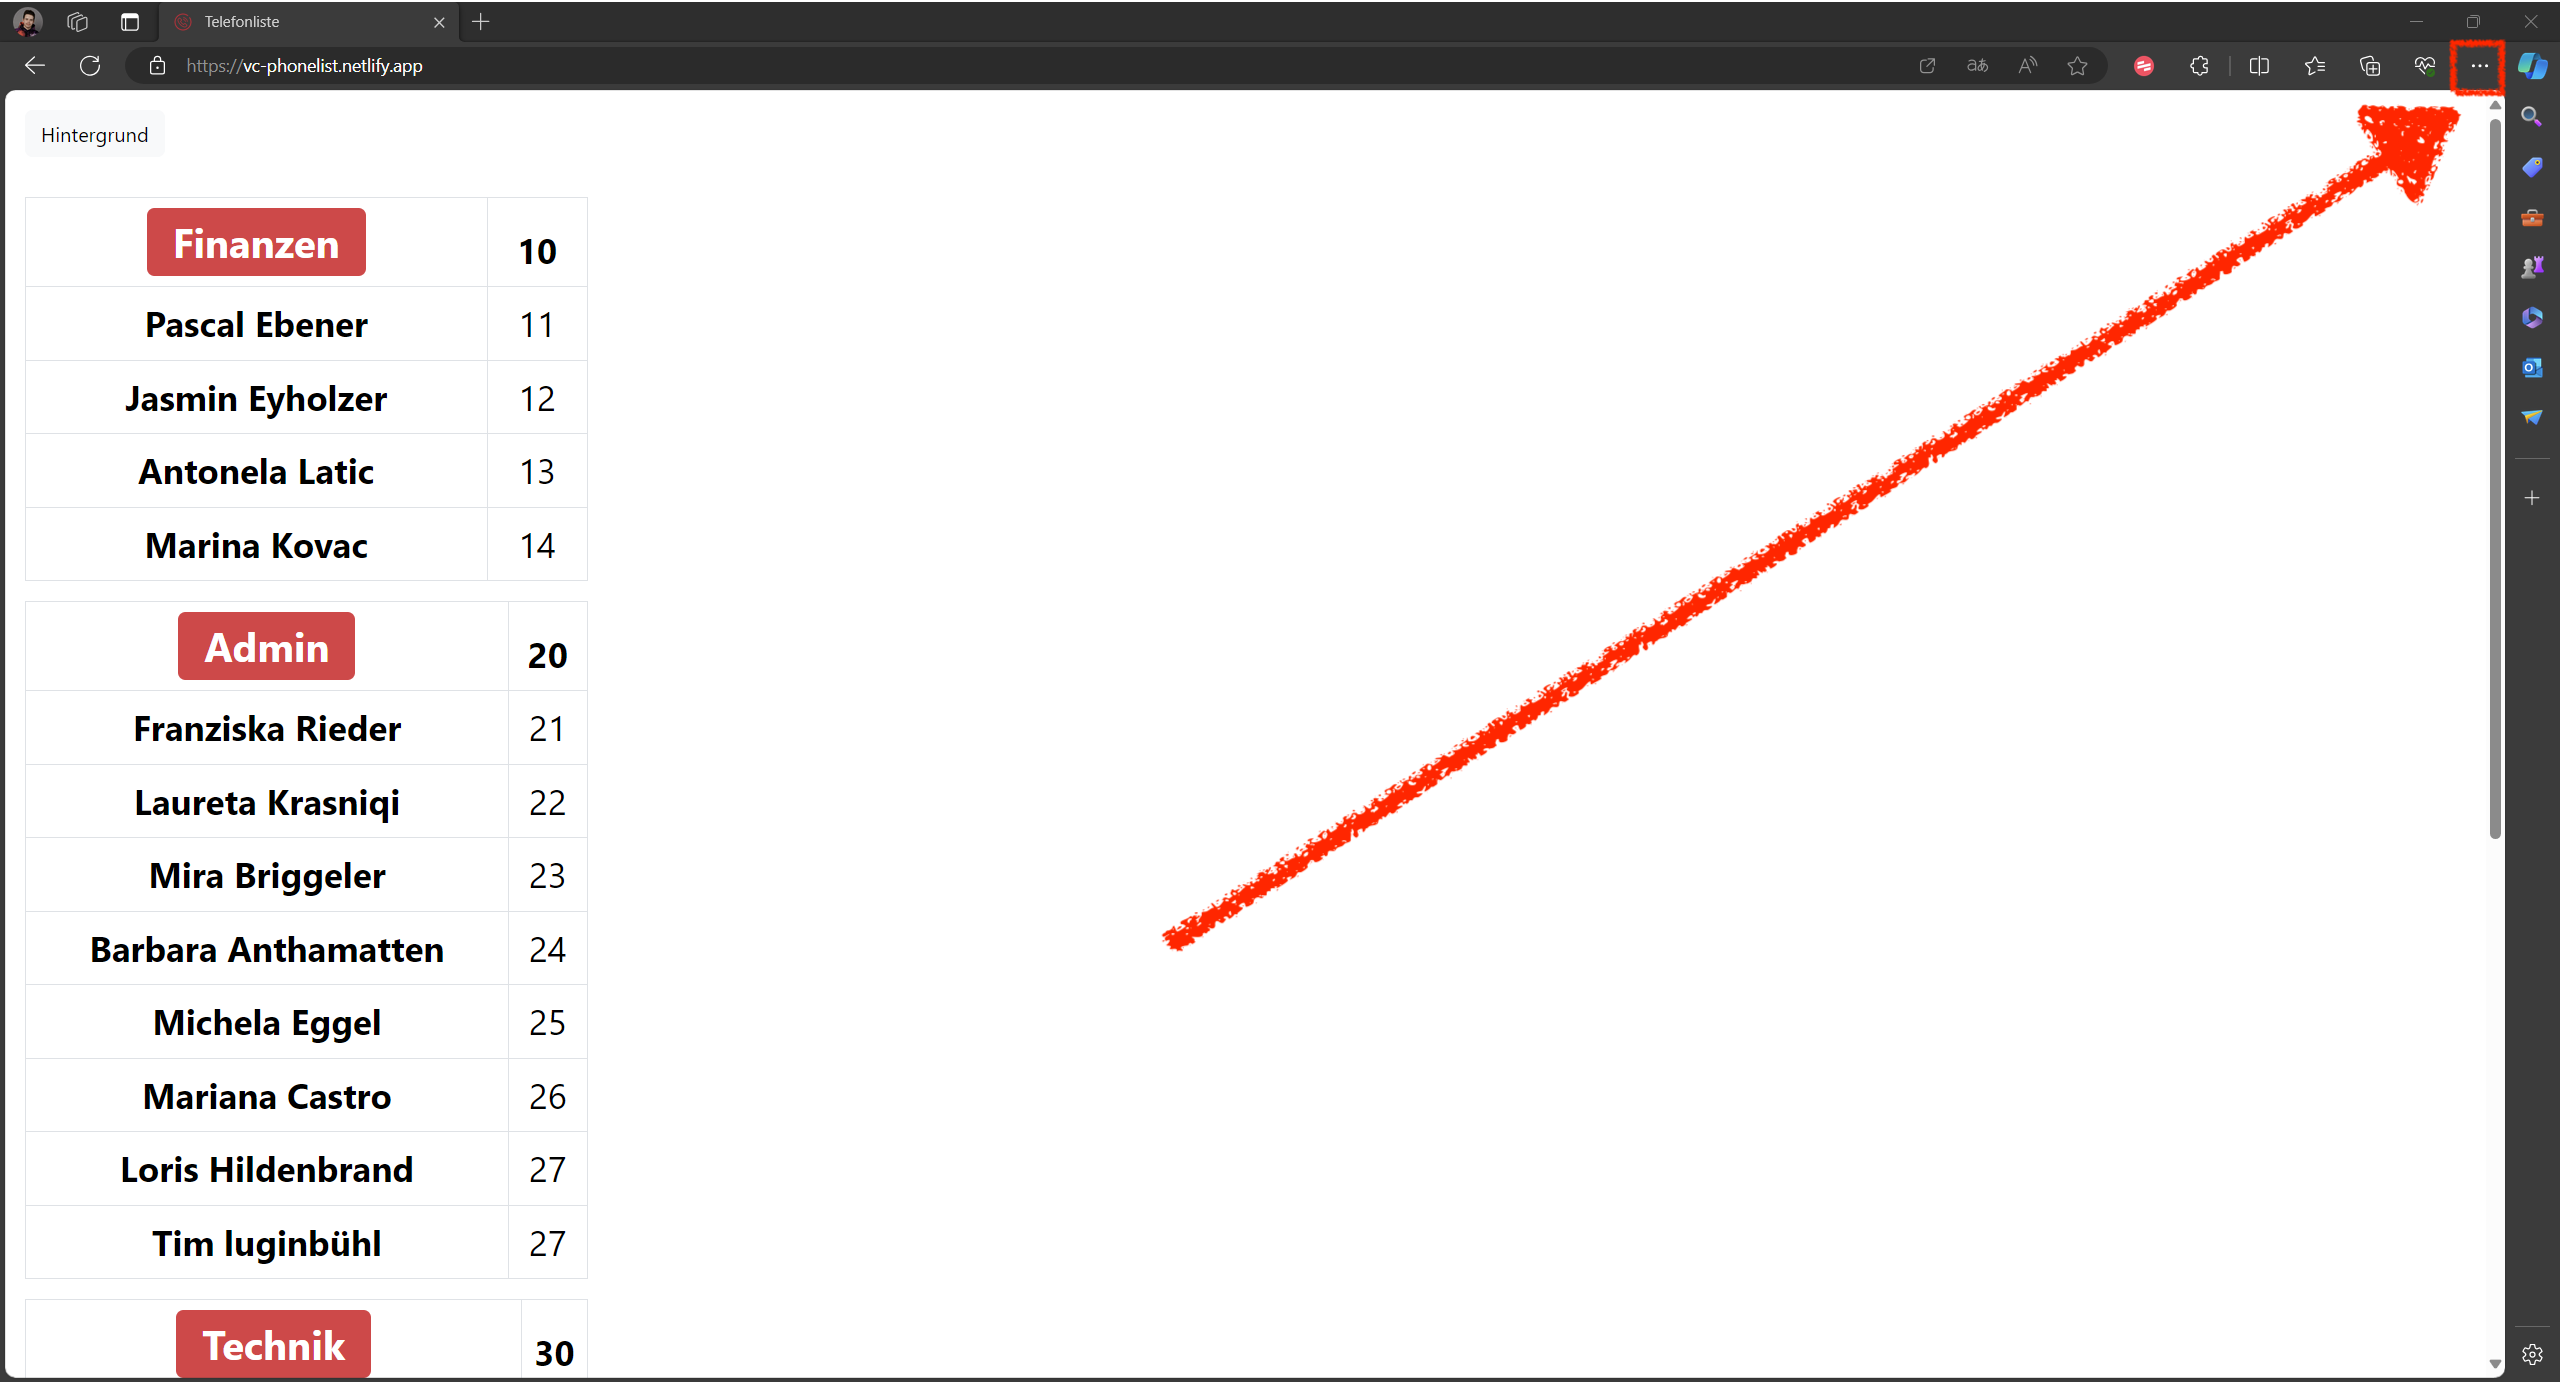 Telefonliste
https://vc-phonelist.netlify.app
Hintergrund
Finanzen 10
Pascal Ebener 11
Jasmin Eyholzer 12
Antonela Latic 13
Marina Kovac 14
Admin 20
Franziska Rieder 21
Laureta Krasniqi 22
Mira Briggeler 23
Barbara Anthamatten 24
Michela Eggel 25
Mariana Castro 26
Loris Hildenbrand 27
Tim luginbühl 27
Technik 30